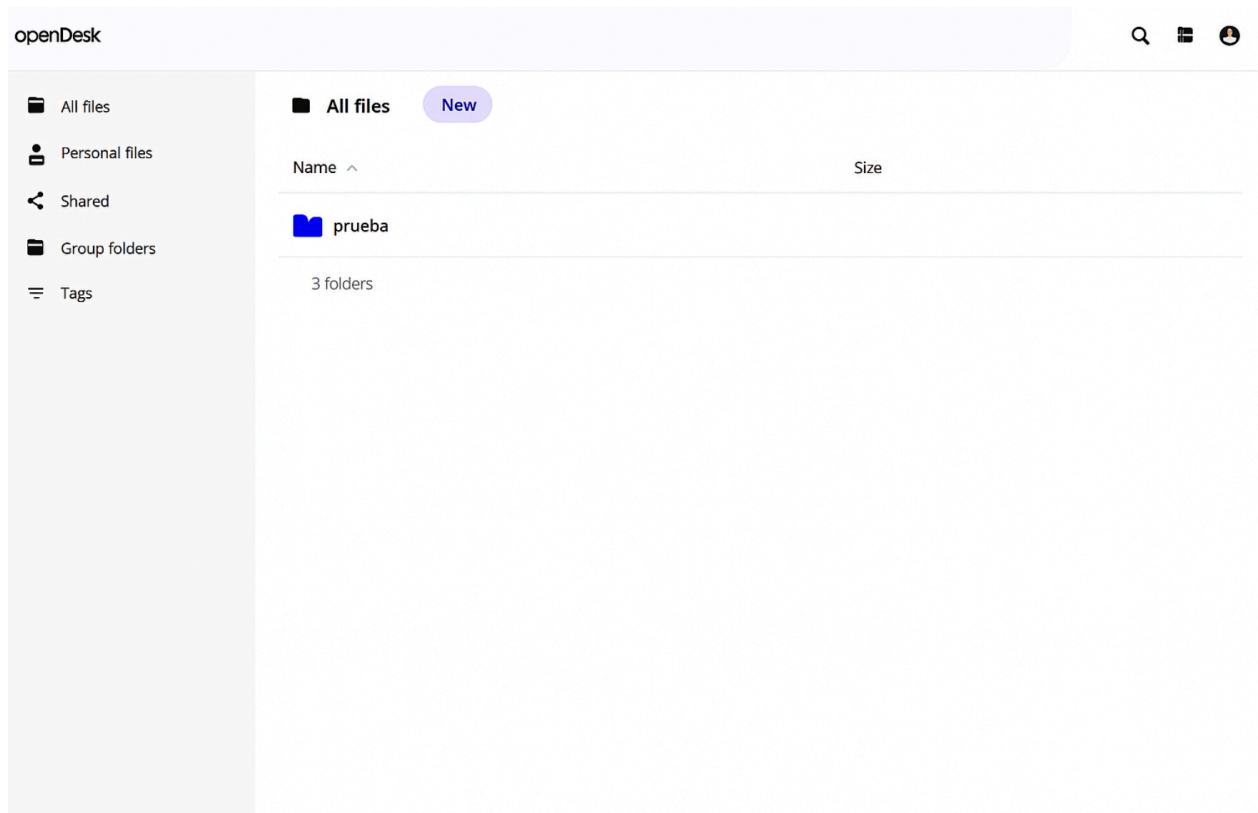 openDesk
All files
Personal files
Shared
Group folders
Tags
All files New
Name Size
prueba
3 folders